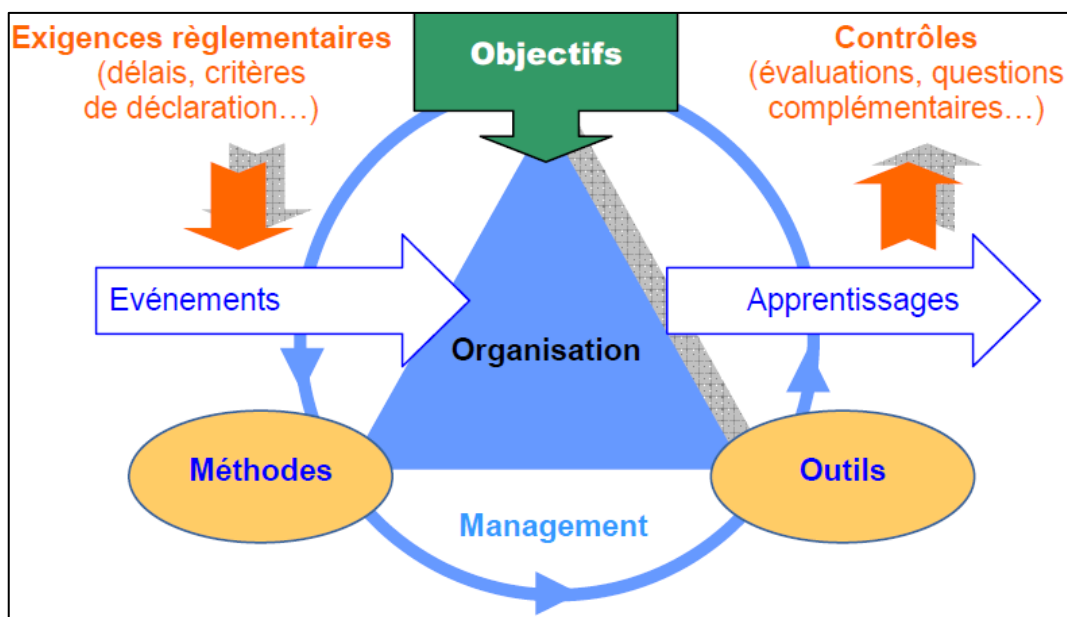 Exigences règlementaires
(délais, critères
de déclaration…)
Objectifs
Contrôles
(évaluations, questions
complémentaires…)
Evénements
Apprentissages
Organisation
Méthodes
Outils
Management